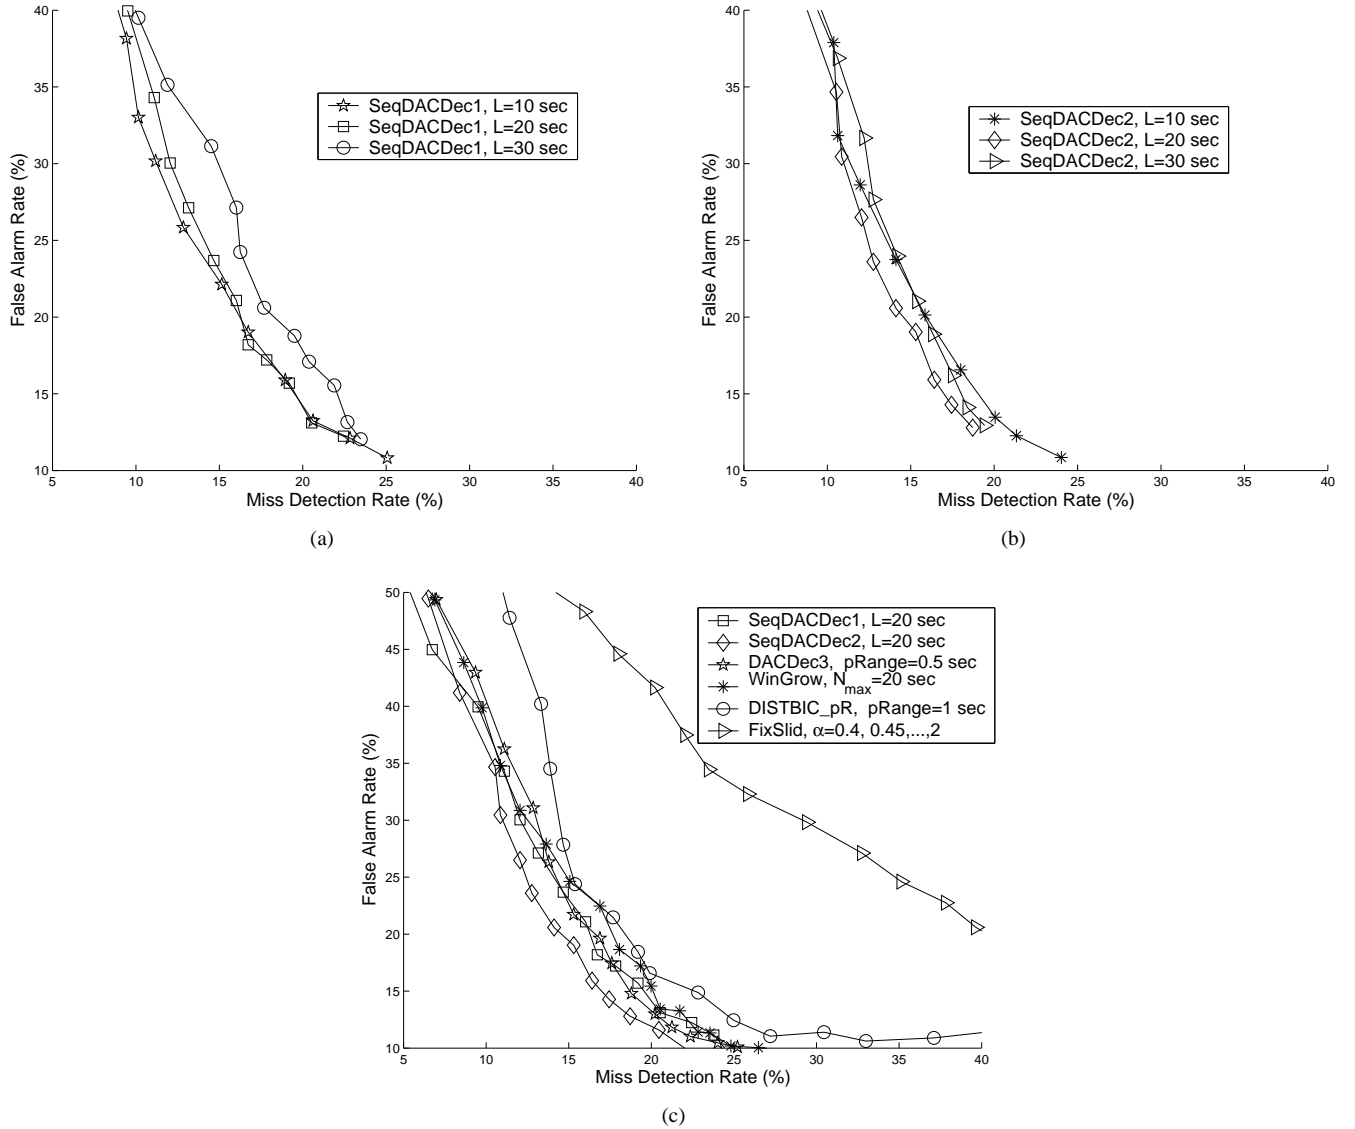 40
35
30
25
20
15
10
False Alarm Rate (%)
SeqDACDec1, L=10 sec
SeqDACDec1, L=20 sec
SeqDACDec1, L=30 sec
5 10 15 20 25 30 35 40
Miss Detection Rate (%)
(a)
40
35
30
25
20
15
10
False Alarm Rate (%)
SeqDACDec2, L=10 sec
SeqDACDec2, L=20 sec
SeqDACDec2, L=30 sec
5 10 15 20 25 30 35 40
Miss Detection Rate (%)
(b)
50
45
40
35
30
25
20
15
10
False Alarm Rate (%)
SeqDACDec1, L=20 sec
SeqDACDec2, L=20 sec
DACDec3, pRange=0.5 sec
WinGrow, Nmax=20 sec
DISTBIC_pR, pRange=1 sec
FixSlid, α=0.4, 0.45,...,2
5 10 15 20 25 30 35 40
Miss Detection Rate (%)
(c)